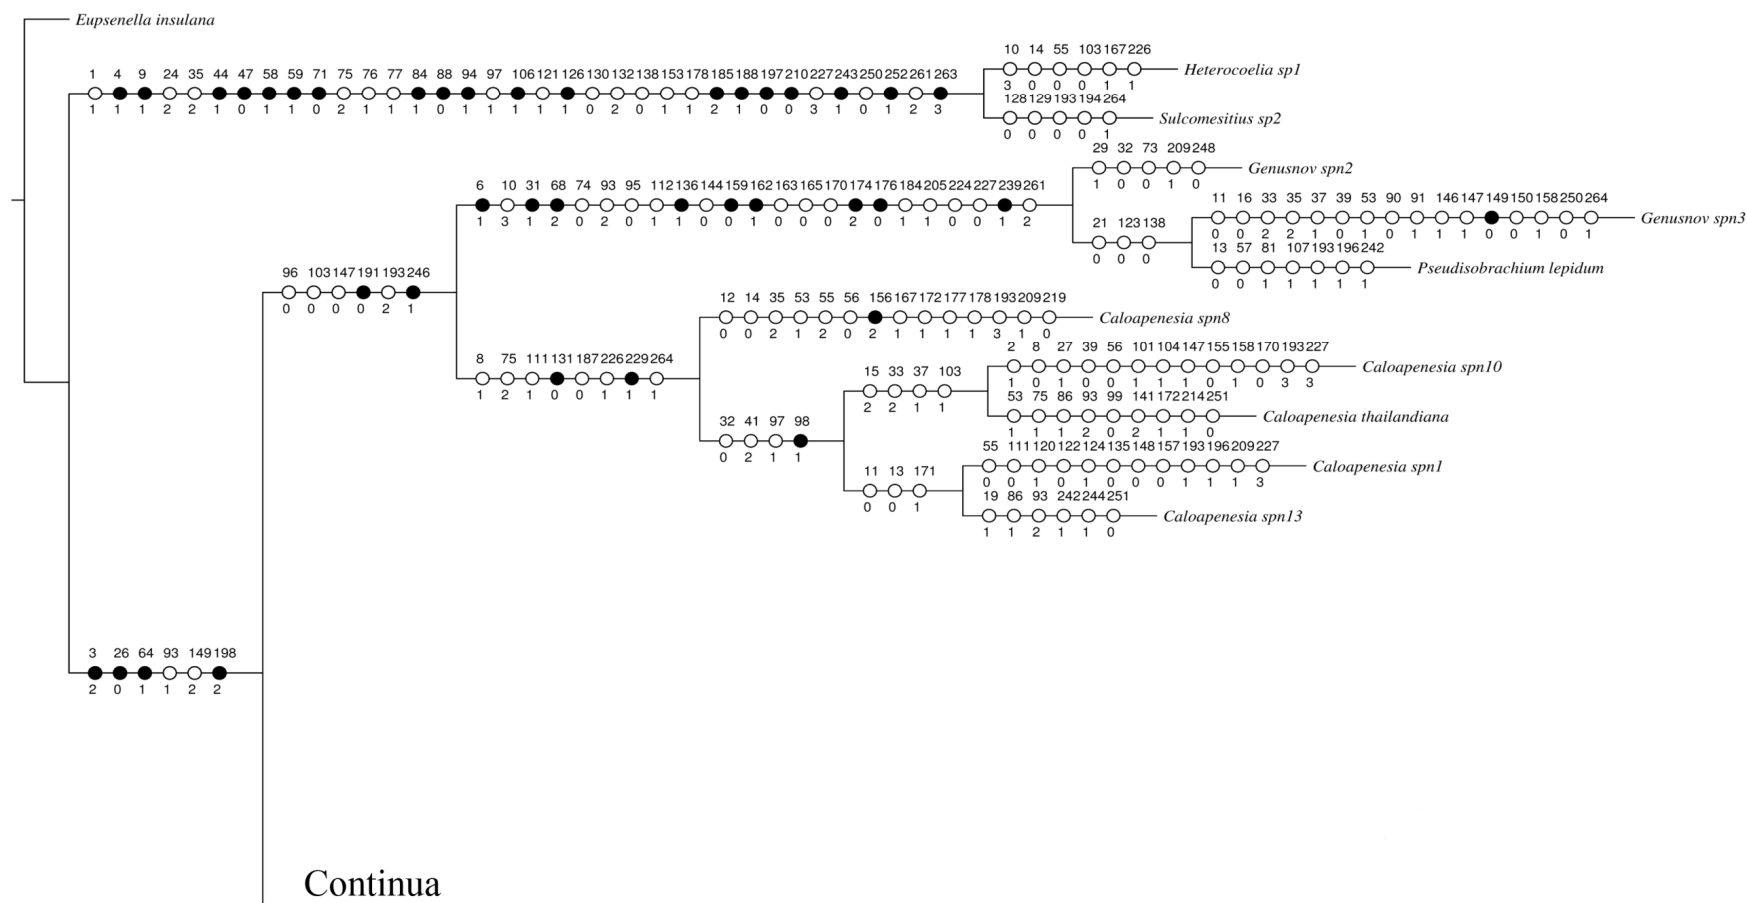 Eupsenella insulana
10 14 55 103 167 226
Heterocoelia sp1
3 0 0 0 1 1
1 4 9 24 35 44 47 58 59 71 75 76 77 84 88 94 97 106 121 126 130 132 138 153 178 185 188 197 210 227 243 250 252 261 263
1 1 1 2 2 1 0 1 1 0 2 1 1 1 0 1 1 1 1 1 0 2 0 1 1 2 1 0 0 3 1 0 1 2 3
128 129 193 194 264
Sulcomesitius sp2
0 0 0 0 1
29 32 73 209 248
Genusnov spn2
1 0 0 1 0
6 10 31 68 74 93 95 112 136 144 159 162 163 165 170 174 176 184 205 224 227 239 261
1 3 1 2 0 2 0 1 1 0 0 1 0 0 0 2 0 1 1 0 0 1 2
11 16 33 35 37 39 53 90 91 146 147 149 150 158 250 264
Genusnov spn3
0 0 2 2 1 0 1 0 1 1 1 0 0 1 0 1
21 123 138
0 0 0
13 57 81 107 193 196 242
Pseudisobrachium lepidum
0 0 1 1 1 1 1
96 103 147 191 193 246
0 0 0 0 2 1
12 14 35 53 55 56 156 167 172 177 178 193 209 219
Caloapenesia spn8
0 0 2 1 2 0 2 1 1 1 1 3 1 0
8 75 111 131 187 226 229 264
1 2 1 0 0 1 1 1
2 8 27 39 56 101 104 147 155 158 170 193 227
Caloapenesia spn10
1 0 1 0 0 1 1 1 0 1 0 3 3
15 33 37 103
2 2 1 1
53 75 86 93 99 141 172 214 251
Caloapenesia thailandiana
1 1 1 2 0 2 1 1 0
32 41 97 98
0 2 1 1
55 111 120 122 124 135 148 157 193 196 209 227
Caloapenesia spn1
0 0 1 0 1 0 0 0 1 1 1 3
11 13 171
0 0 1
19 86 93 242 244 251
Caloapenesia spn13
1 1 2 1 1 0
3 26 64 93 149 198
2 0 1 1 2 2
Continua